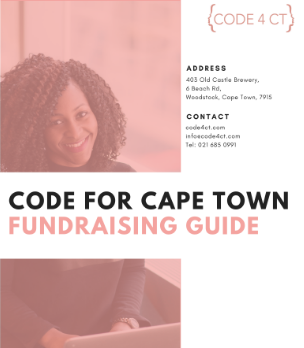 {CODE 4 CT}
ADDRESS
403 Old Castle Brewery,
6 Beach Rd,
Woodstock, Cape Town, 7915
CONTACT
code4ct.com
info@code4ct.com
Tel: 021 685 0991
CODE FOR CAPE TOWN
FUNDRAISING GUIDE